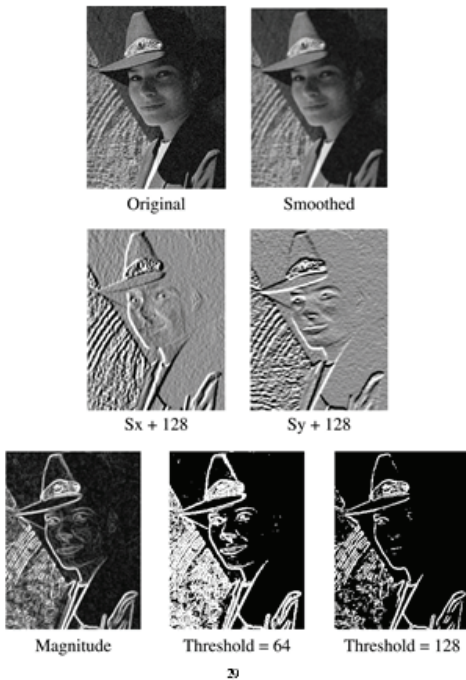 Original Smoothed
Sx + 128 Sy + 128
Magnitude Threshold = 64 Threshold = 128
29